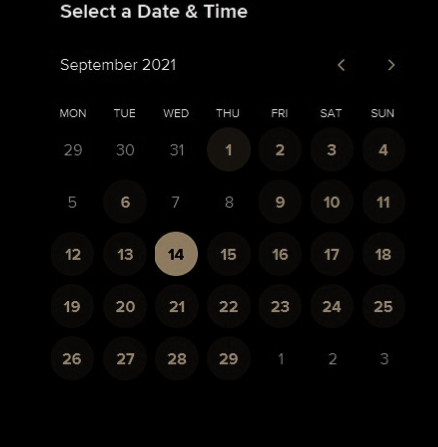 Select a Date & Time
September 2021
MON TUE WED THU FRI SAT SUN
29 30 31 1 2 3 4
5 6 7 8 9 10 11
12 13 14 15 16 17 18
19 20 21 22 23 24 25
26 27 28 29 1 2 3